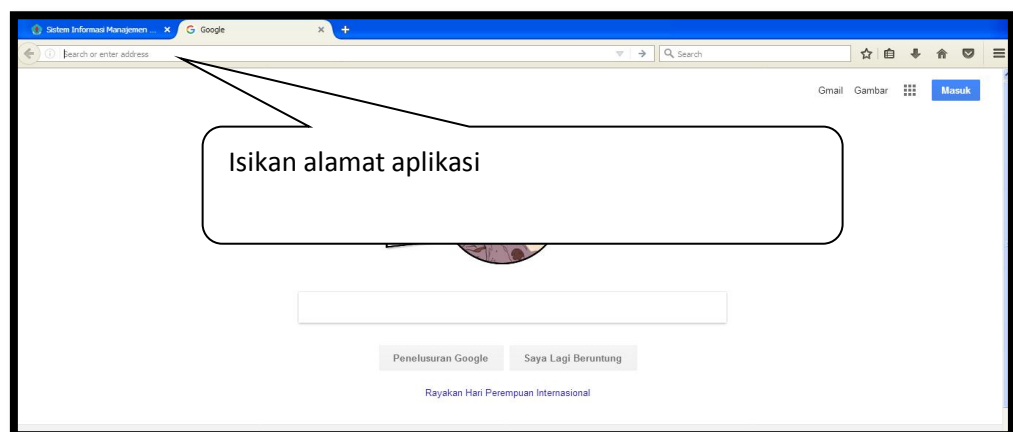 Sistem Informasi Manajemen ...
Google
Search or enter address
Search
Gmail Gambar Masuk
Isikan alamat aplikasi
Penelusuran Google Saya Lagi Beruntung
Rayakan Hari Perempuan Internasional